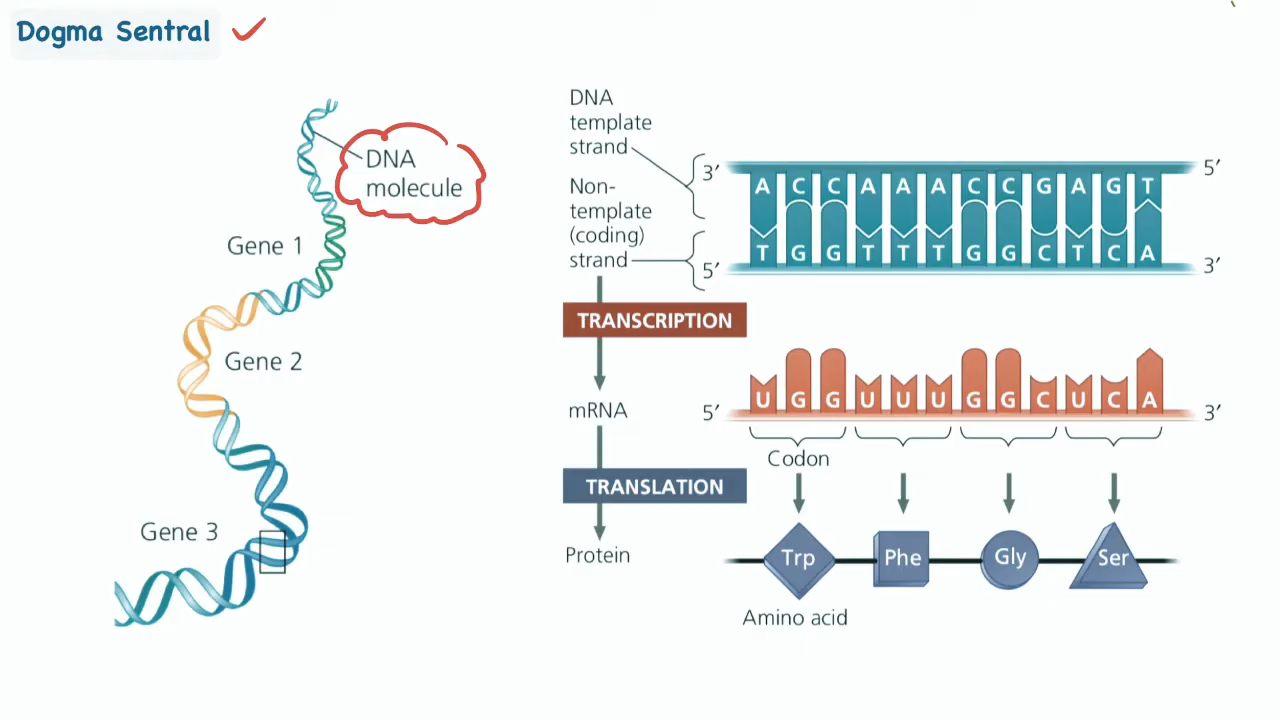 Dogma Sentral
DNA
molecule
Gene 1
Gene 2
Gene 3
DNA
template
strand
Non-
template
(coding)
strand
3′ A C C A A A C C G A G T 5′
5′ T G G T T T G G C T C A 3′
TRANSCRIPTION
mRNA
5′ U G G U U U G G C U C A 3′
Codon
TRANSLATION
Protein
Trp Phe Gly Ser
Amino acid